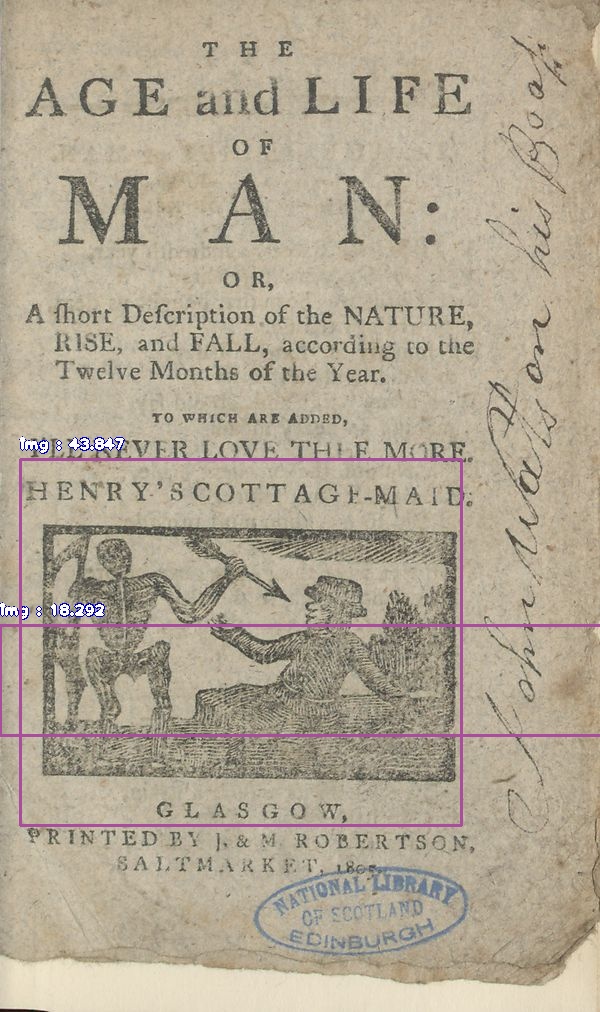 THE
AGE and LIFE
OF
MAN:
OR,
A ſhort Deſcription of the NATURE,
RISE, and FALL, according to the
Twelve Months of the Year.
TO WHICH ARE ADDED,
I'LL NEVER LOVE THEE MORE.
HENRY'S COTTAGE-MAID.
GLASGOW,
PRINTED BY J. & M. ROBERTSON,
SALTMARKET, 1805.
NATIONAL LIBRARY
OF SCOTLAND
EDINBURGH
John Watson his Book
img : 43.847
img : 18.292